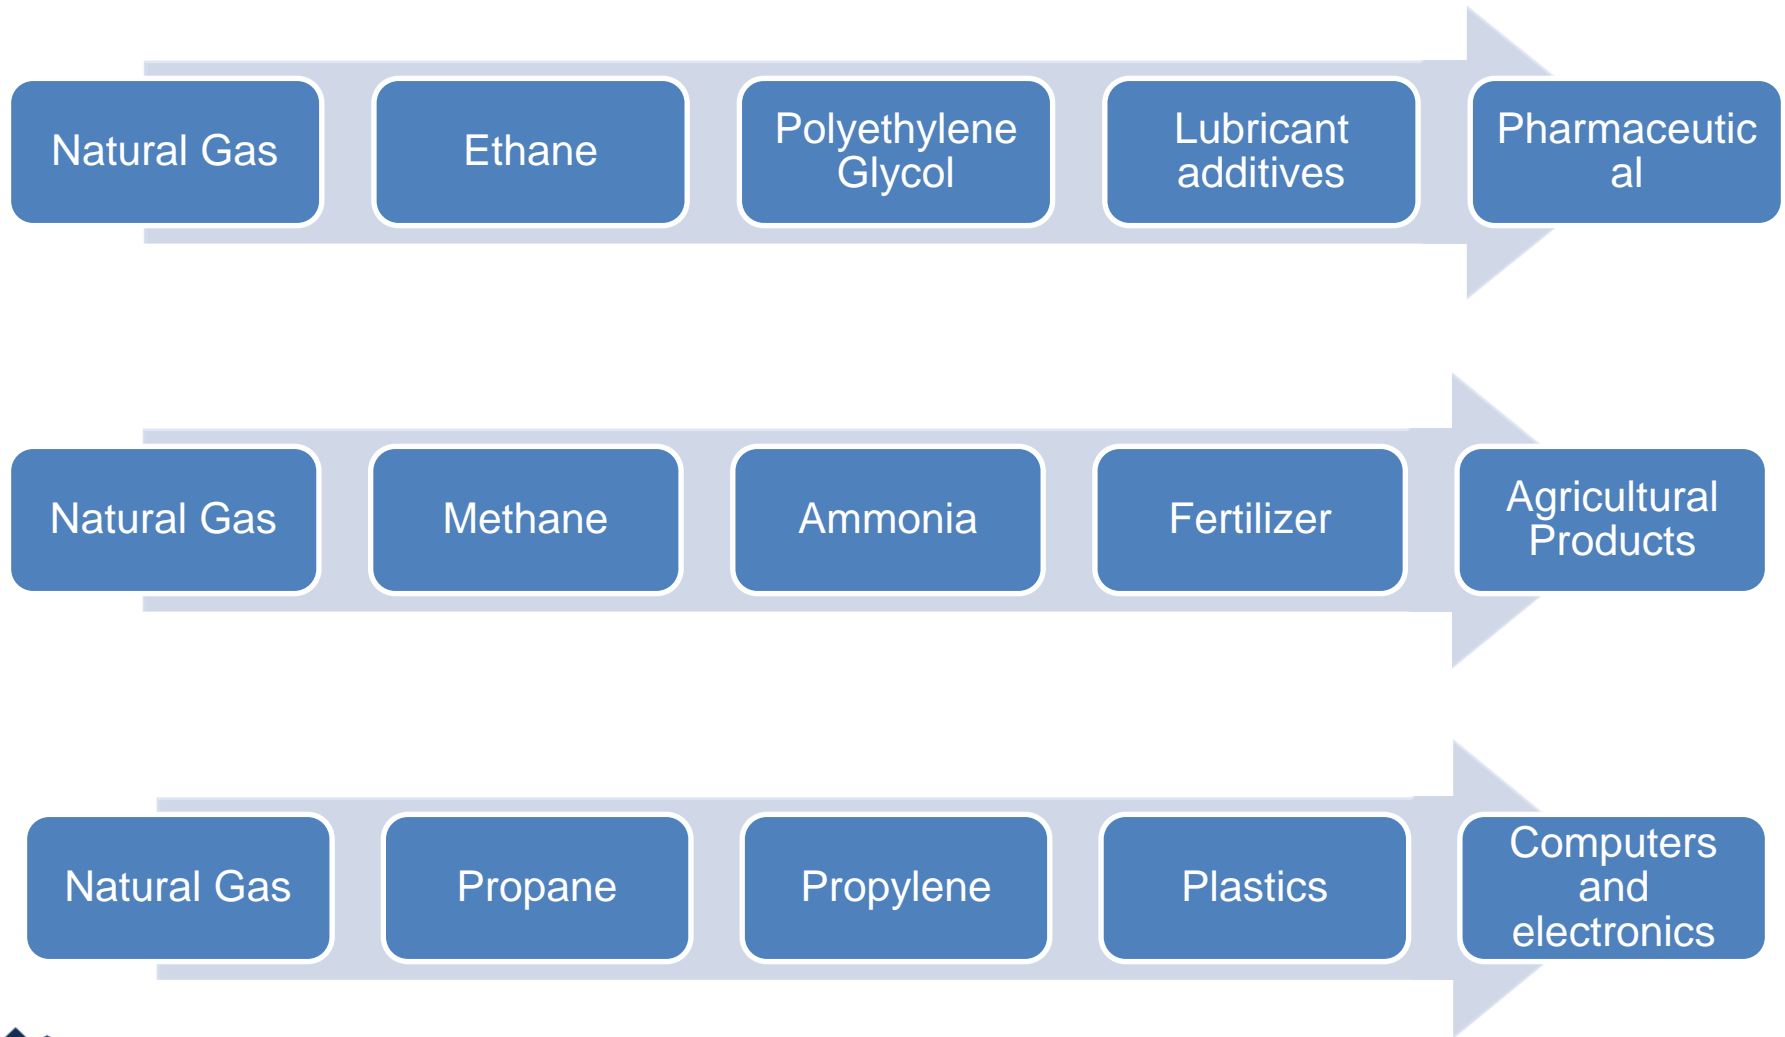 Natural Gas
Ethane
Polyethylene
Glycol
Lubricant
additives
Pharmaceutic
al
Natural Gas
Methane
Ammonia
Fertilizer
Agricultural
Products
Natural Gas
Propane
Propylene
Plastics
Computers
and
electronics